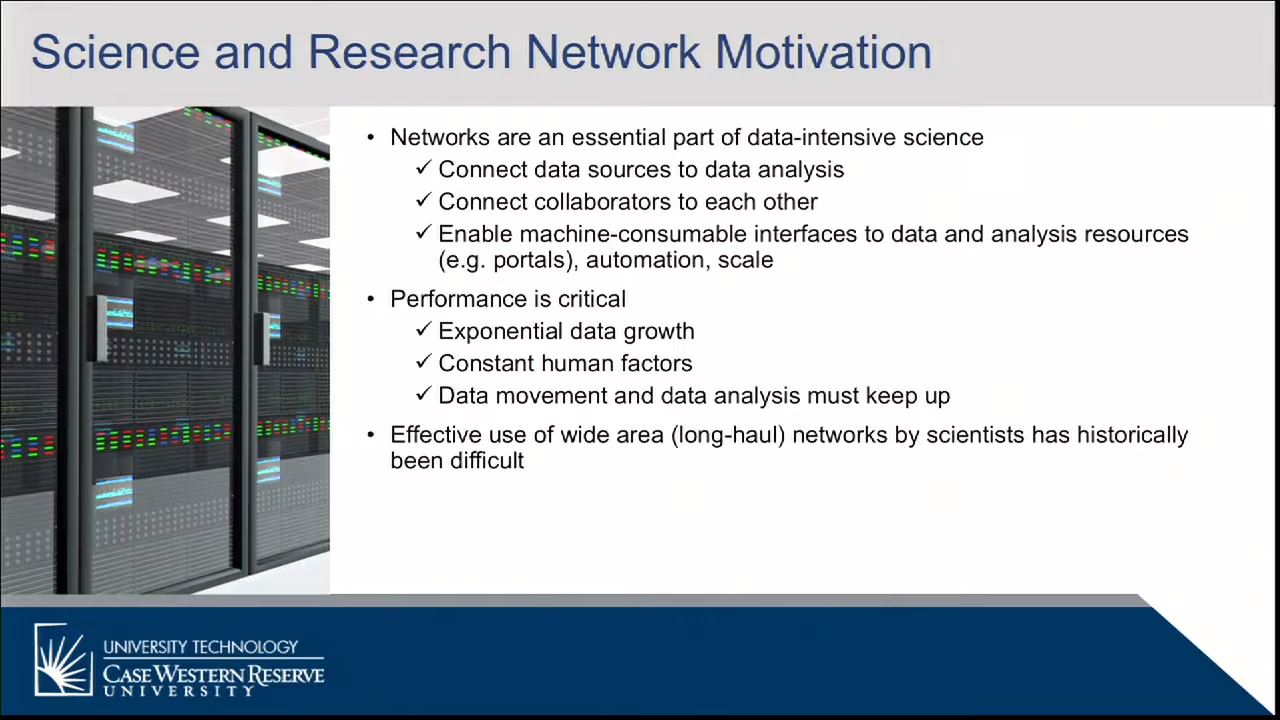 Science and Research Network Motivation
• Networks are an essential part of data-intensive science
✓ Connect data sources to data analysis
✓ Connect collaborators to each other
✓ Enable machine-consumable interfaces to data and analysis resources
(e.g. portals), automation, scale
• Performance is critical
✓ Exponential data growth
✓ Constant human factors
✓ Data movement and data analysis must keep up
• Effective use of wide area (long-haul) networks by scientists has historically
been difficult
UNIVERSITY TECHNOLOGY
CASE WESTERN RESERVE
UNIVERSITY